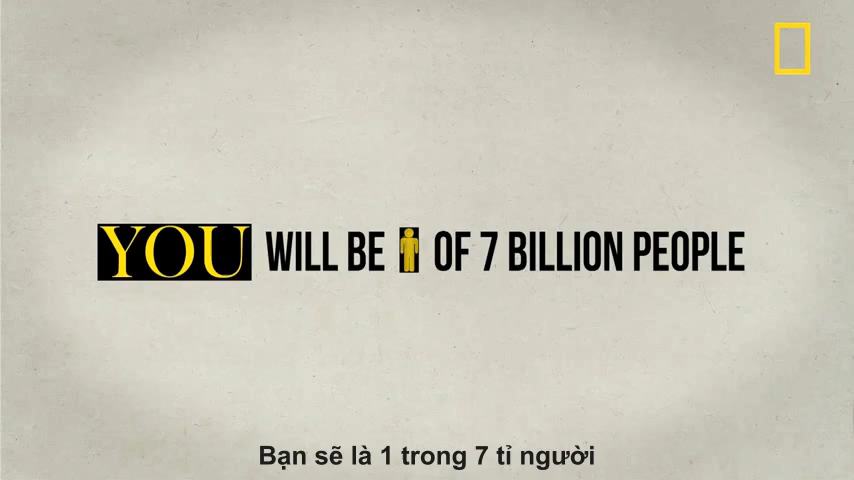 YOU WILL BE OF 7 BILLION PEOPLE
Bạn sẽ là 1 trong 7 tỉ người